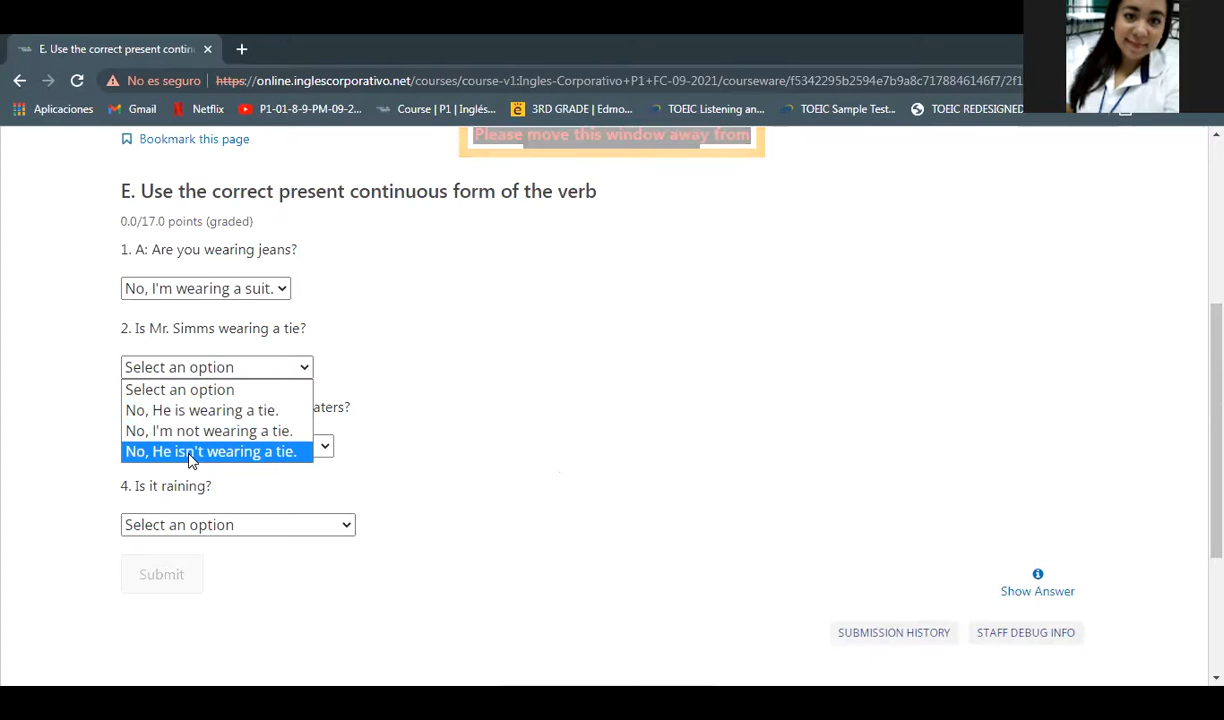 E. Use the correct present contin
No es seguro
https://online.inglescorporativo.net/courses/course-v1:Ingles-Corporativo+P1+FC-09-2021/courseware/f5342295b2594e7b9a8c7178846146f7/2f1
Aplicaciones
Gmail
Netflix
P1-01-8-9-PM-09-2...
Course | P1 | Inglés...
3RD GRADE | Edmo...
TOEIC Listening an...
TOEIC Sample Test...
TOEIC REDESIGNED
Bookmark this page
Please move this window away from
E. Use the correct present continuous form of the verb
0.0/17.0 points (graded)
1. A: Are you wearing jeans?
No, I'm wearing a suit.
2. Is Mr. Simms wearing a tie?
Select an option
Select an option
No, He is wearing a tie.
No, I'm not wearing a tie.
No, He isn't wearing a tie.
aters?
4. Is it raining?
Select an option
Submit
Show Answer
SUBMISSION HISTORY
STAFF DEBUG INFO